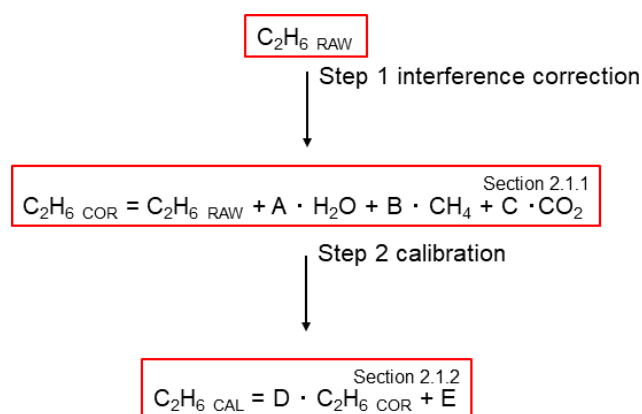 C₂H₆ RAW
Step 1 interference correction
Section 2.1.1
C₂H₆ COR = C₂H₆ RAW + A · H₂O + B · CH₄ + C ·CO₂
Step 2 calibration
Section 2.1.2
C₂H₆ CAL = D · C₂H₆ COR + E